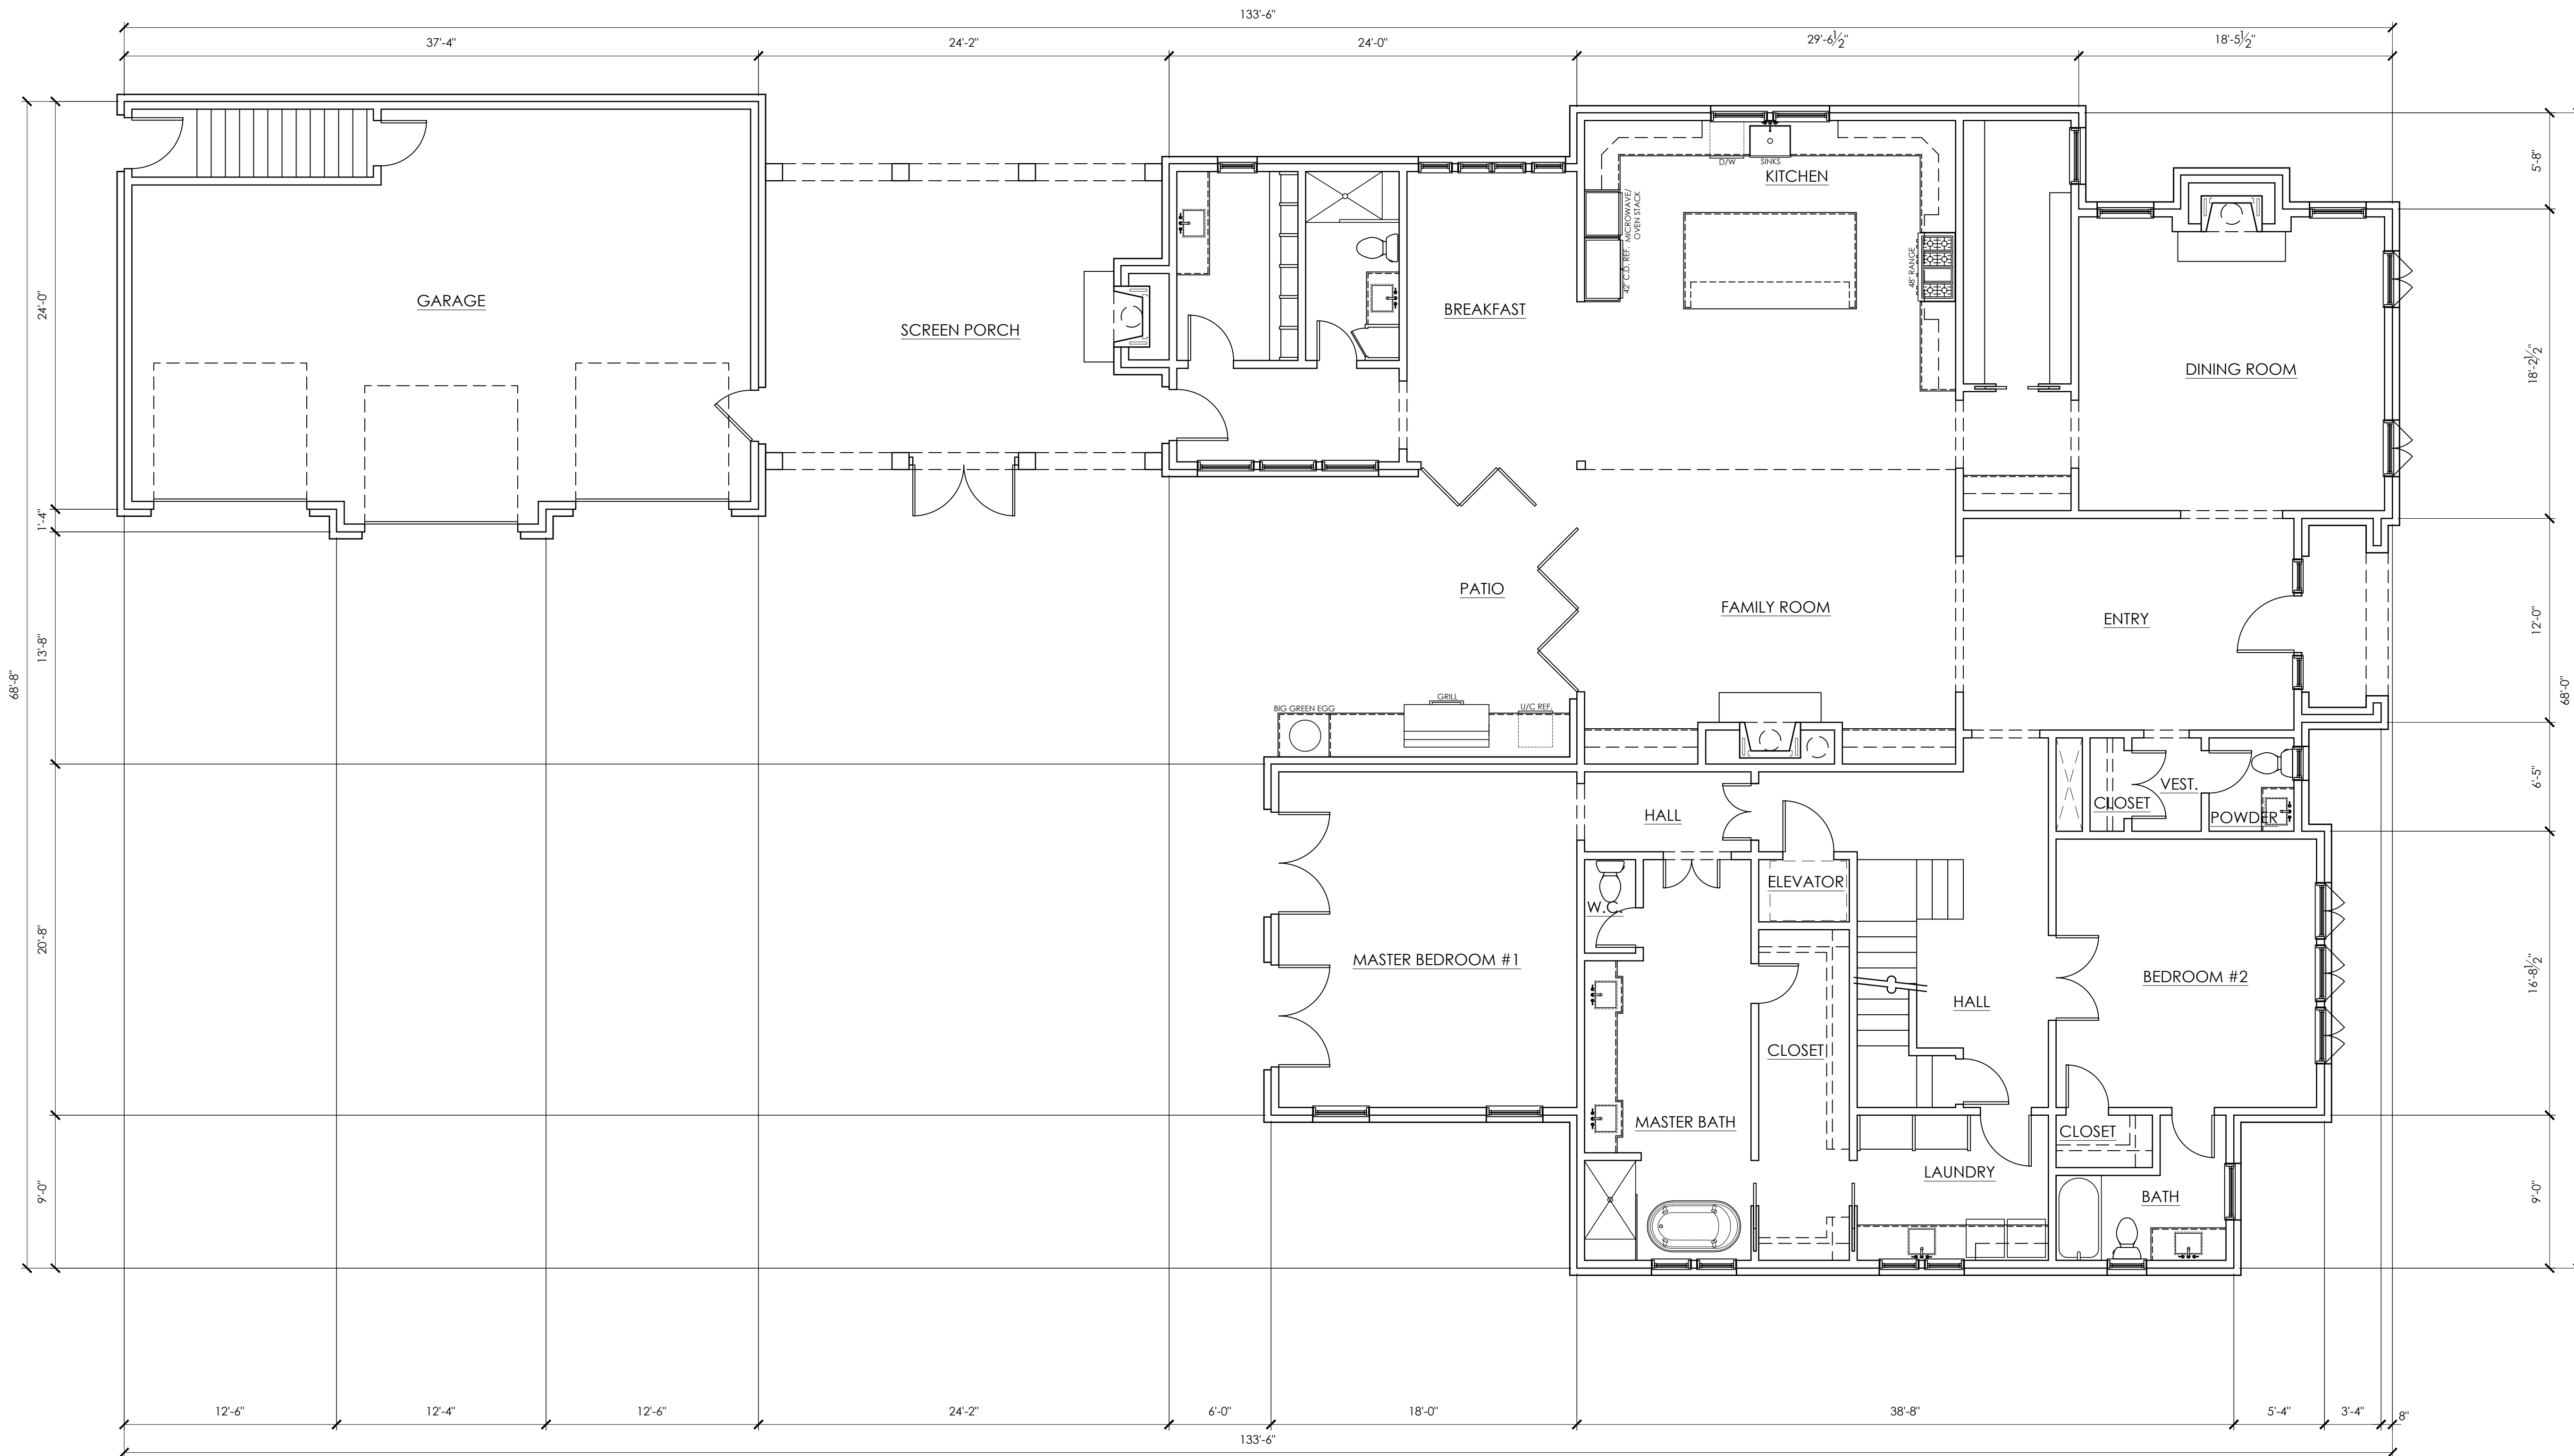 133'-6"
37'-4"
24'-2"
24'-0"
29'-6½"
18'-5½"
KITCHEN
D/W
SINKS
42" C.D. REF.
MICROWAVE/
OVEN STACK
48" RANGE
GARAGE
SCREEN PORCH
BREAKFAST
DINING ROOM
PATIO
FAMILY ROOM
ENTRY
BIG GREEN EGG
GRILL
U/C REF.
HALL
CLOSET
VEST.
POWDER
W.C.
ELEVATOR
MASTER BEDROOM #1
BEDROOM #2
HALL
CLOSET
MASTER BATH
CLOSET
LAUNDRY
BATH
68'-8"
24'-0"
1'-4"
13'-8"
20'-8"
9'-0"
5'-8"
18'-2½"
12'-0"
6'-5"
16'-8½"
9'-0"
68'-0"
12'-6"
12'-4"
12'-6"
24'-2"
6'-0"
18'-0"
38'-8"
5'-4"
3'-4"
8"
133'-6"